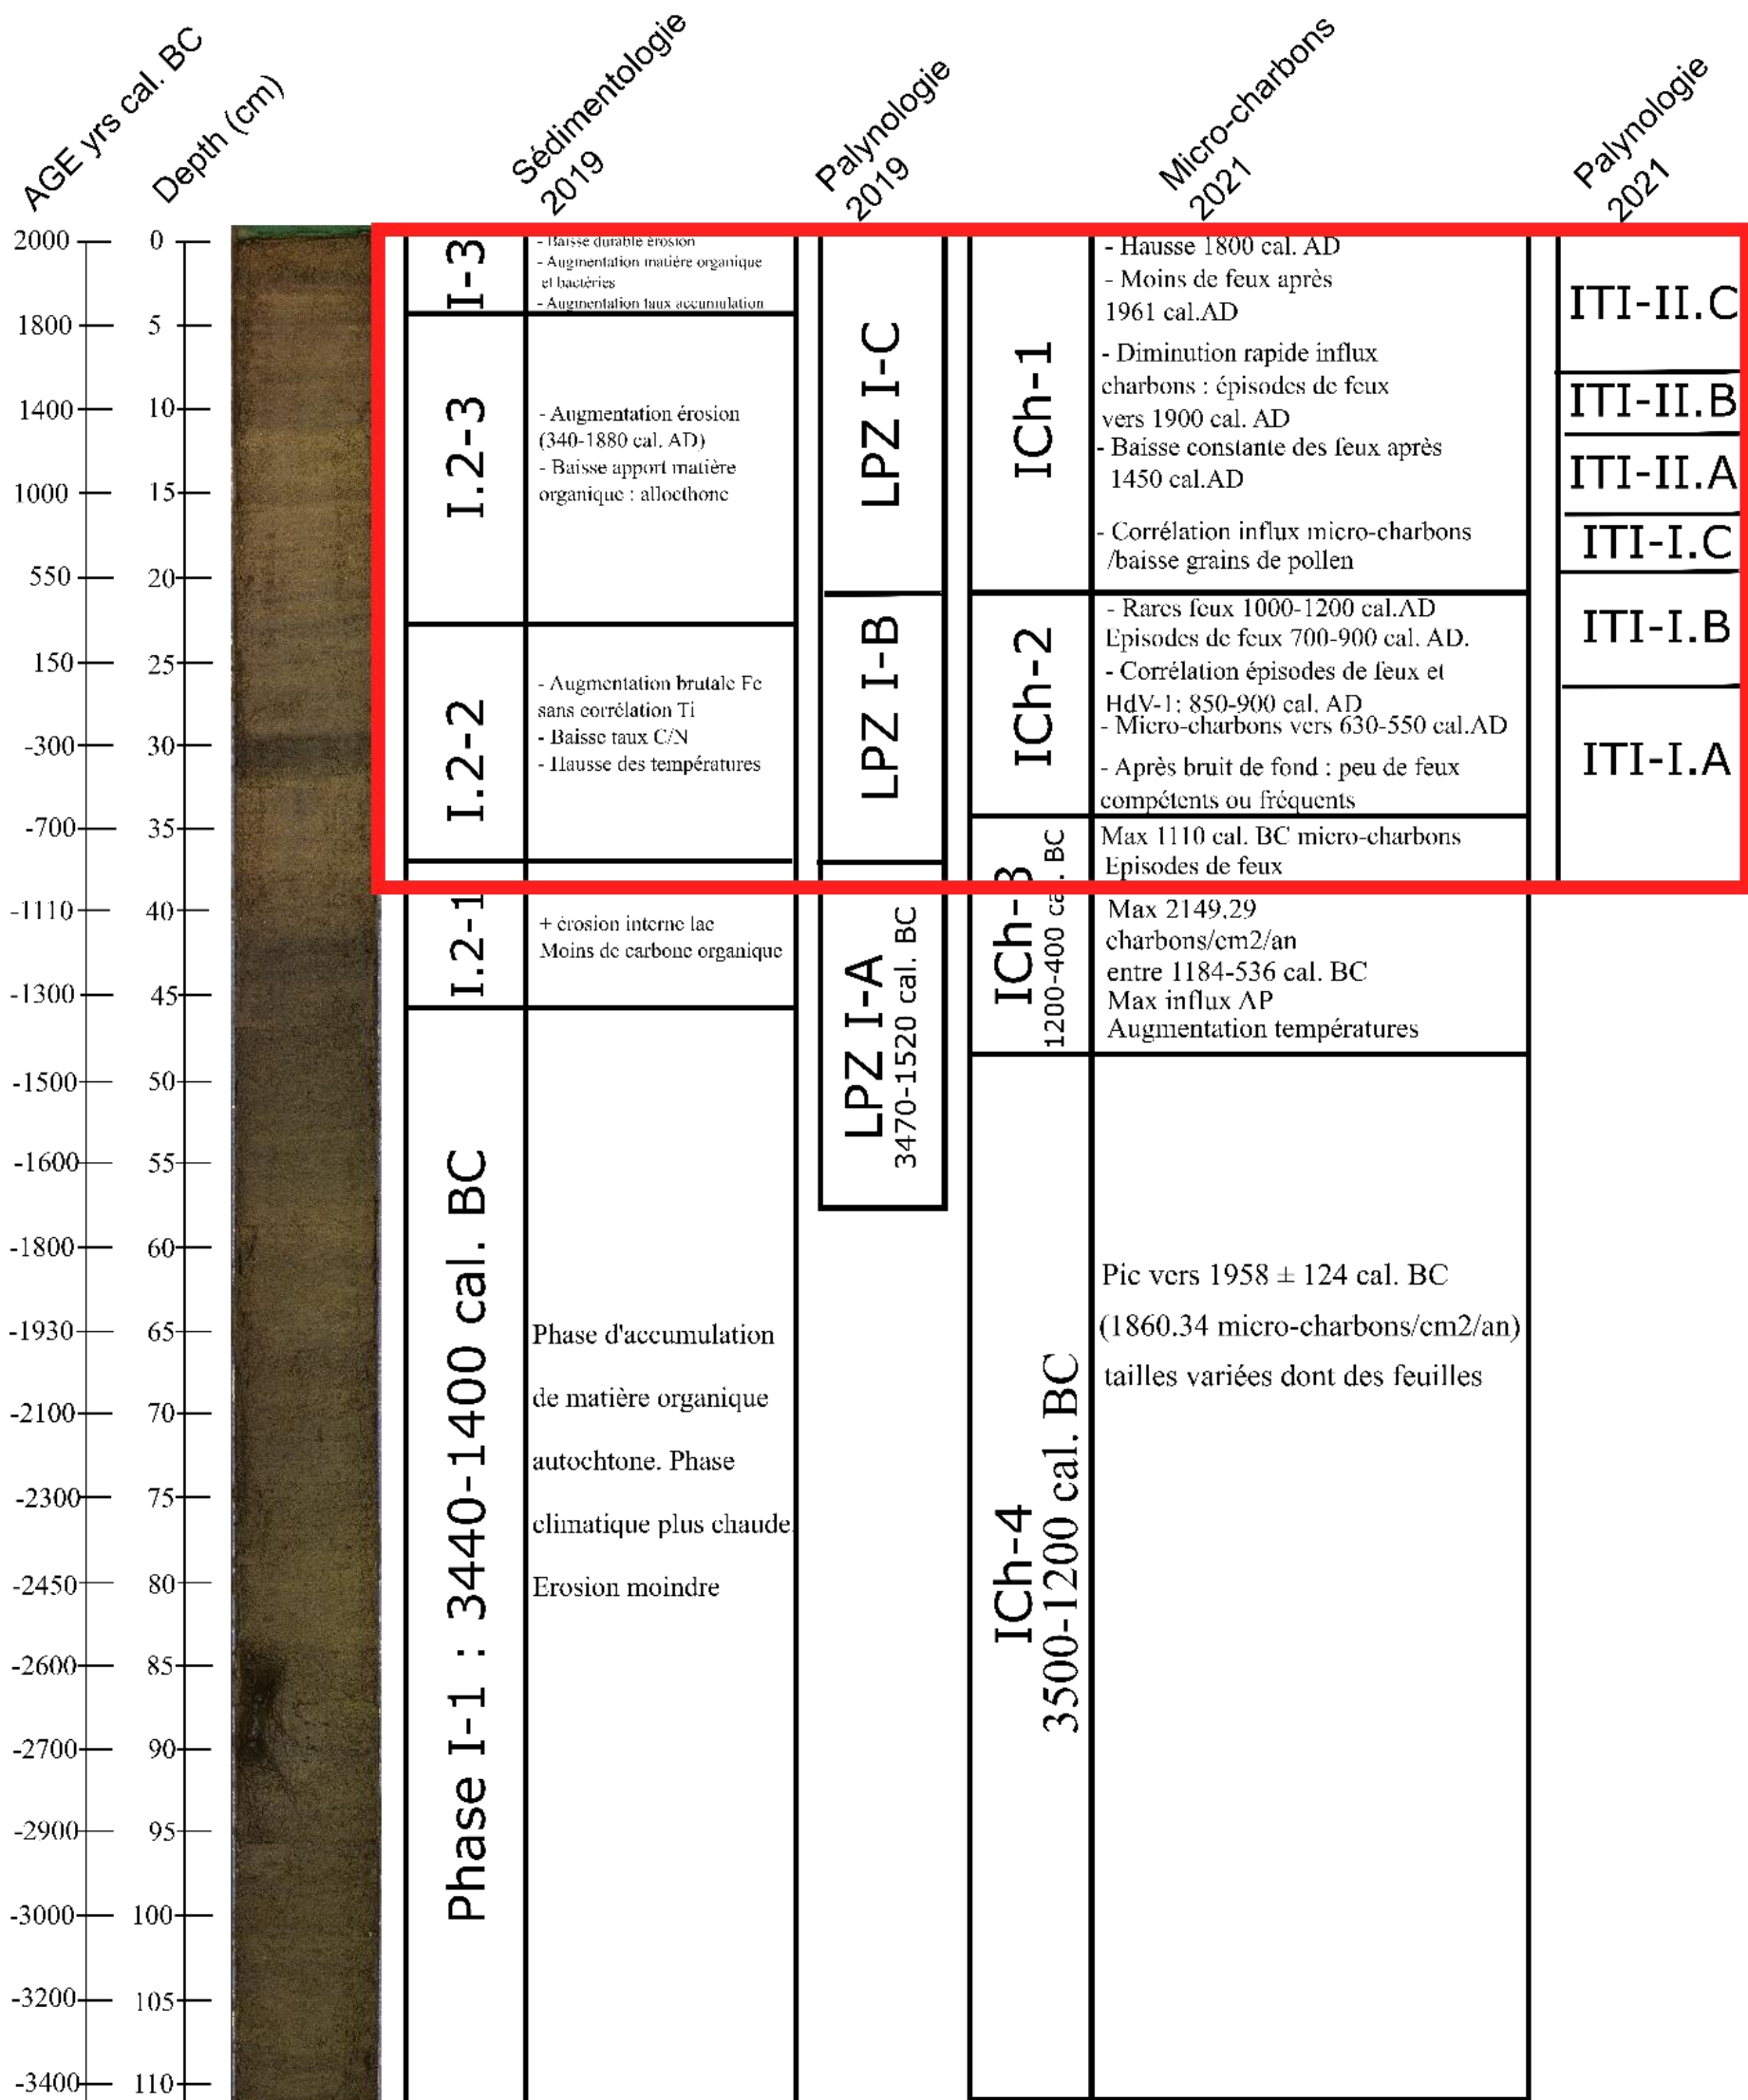 AGE yrs cal. BC
Depth (cm)
Sédimentologie
2019
Palynologie
2019
Micro-charbons
2021
Palynologie
2021
2000
1800
1400
1000
550
150
-300
-700
-1110
-1300
-1500
-1600
-1800
-1930
-2100
-2300
-2450
-2600
-2700
-2900
-3000
-3200
-3400
0
5
10
15
20
25
30
35
40
45
50
55
60
65
70
75
80
85
90
95
100
105
110
I-3
- Baisse durable érosion
- Augmentation matière organique
et bactéries
- Augmentation taux accumulation
I.2-3
- Augmentation érosion
(340-1880 cal. AD)
- Baisse apport matière
organique : allocthone
I.2-2
- Augmentation brutale Fe
sans corrélation Ti
- Baisse taux C/N
- Hausse des températures
I.2-1
+ érosion interne lac
Moins de carbone organique
Phase I-1 : 3440-1400 cal. BC
Phase d'accumulation
de matière organique
autochtone. Phase
climatique plus chaude.
Erosion moindre
LPZ I-C
LPZ I-B
LPZ I-A
3470-1520 cal. BC
ICh-1
- Hausse 1800 cal. AD
- Moins de feux après
1961 cal.AD
- Diminution rapide influx
charbons : épisodes de feux
vers 1900 cal. AD
- Baisse constante des feux après
1450 cal.AD
- Corrélation influx micro-charbons
/baisse grains de pollen
ICh-2
- Rares feux 1000-1200 cal.AD
Episodes de feux 700-900 cal. AD.
- Corrélation épisodes de feux et
HdV-1: 850-900 cal. AD
- Micro-charbons vers 630-550 cal.AD
- Après bruit de fond : peu de feux
compétents ou fréquents
ICh-3
1200-400 cal. BC
Max 1110 cal. BC micro-charbons
Episodes de feux
Max 2149,29
charbons/cm2/an
entre 1184-536 cal. BC
Max influx AP
Augmentation températures
ICh-4
3500-1200 cal. BC
Pic vers 1958 ± 124 cal. BC
(1860.34 micro-charbons/cm2/an)
tailles variées dont des feuilles
ITI-II.C
ITI-II.B
ITI-II.A
ITI-I.C
ITI-I.B
ITI-I.A